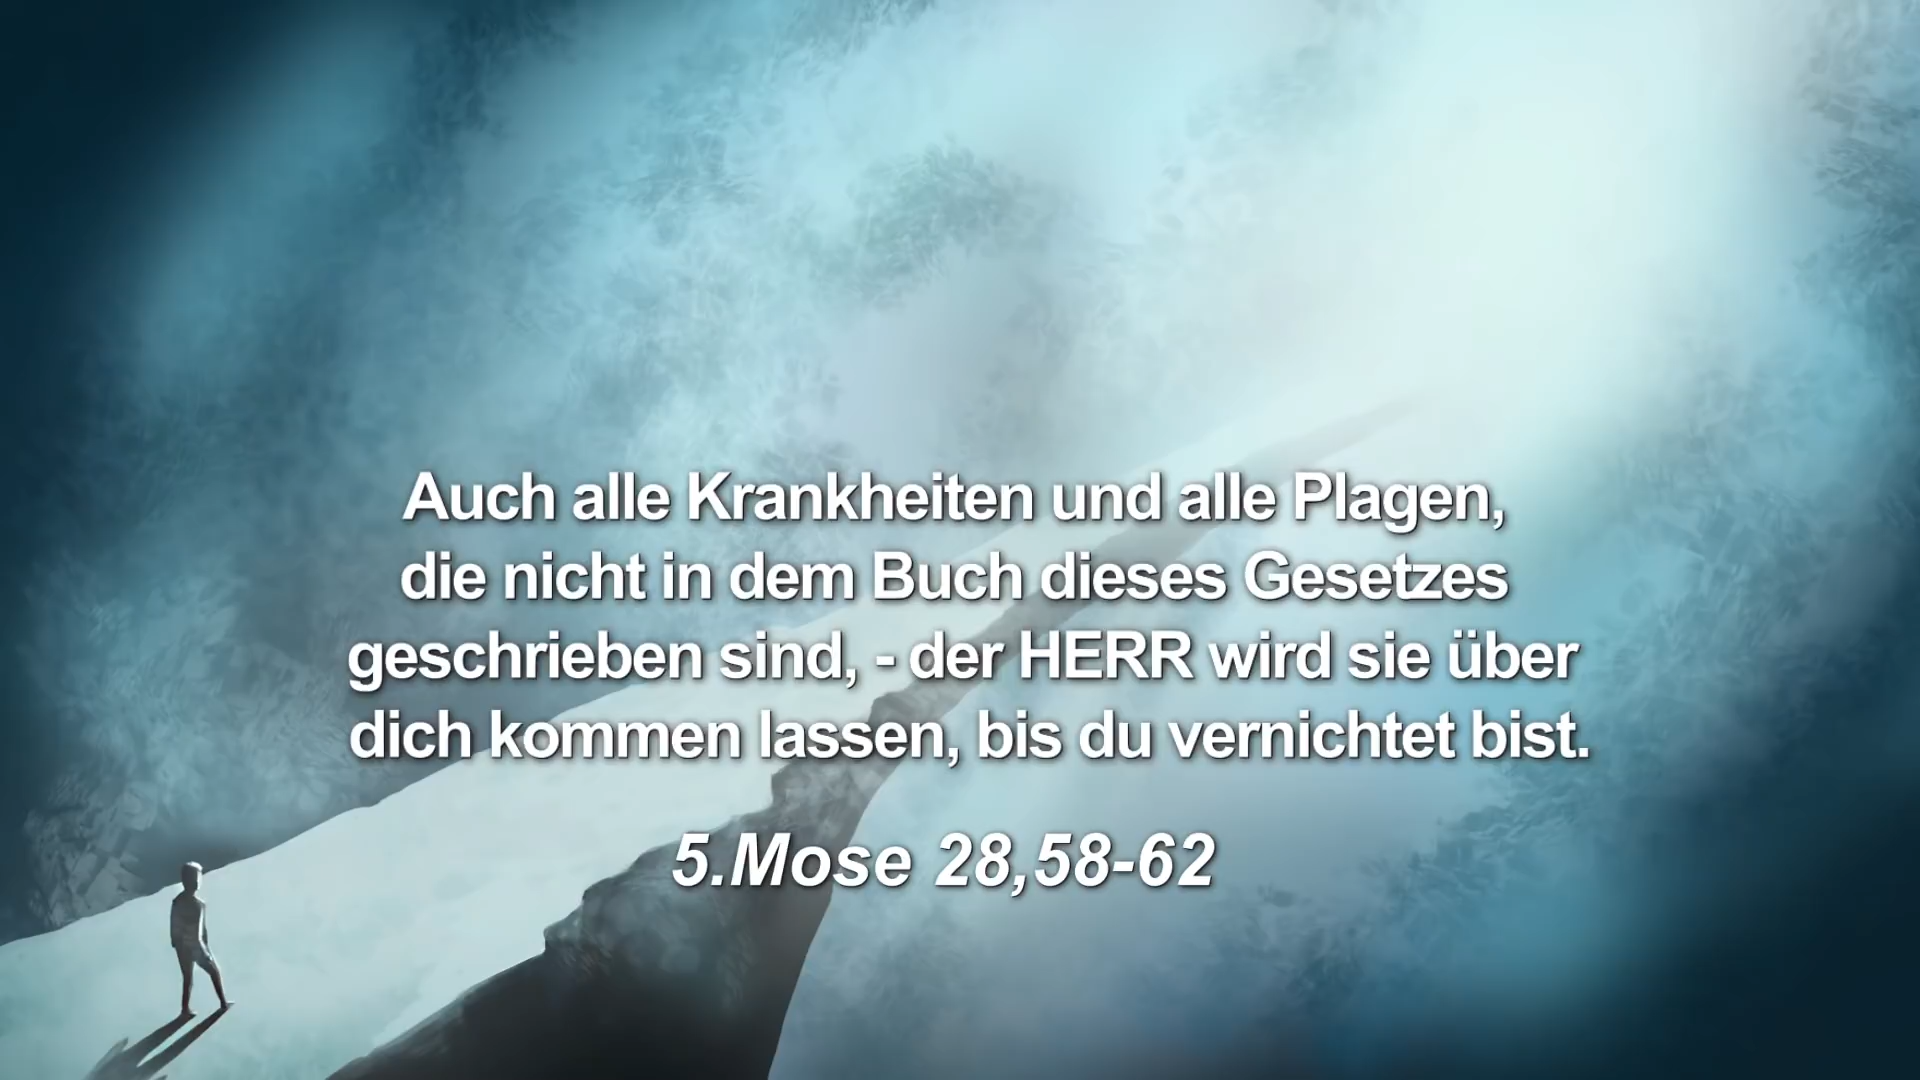 Auch alle Krankheiten und alle Plagen,
die nicht in dem Buch dieses Gesetzes
geschrieben sind, - der HERR wird sie über
dich kommen lassen, bis du vernichtet bist.
5.Mose 28,58-62